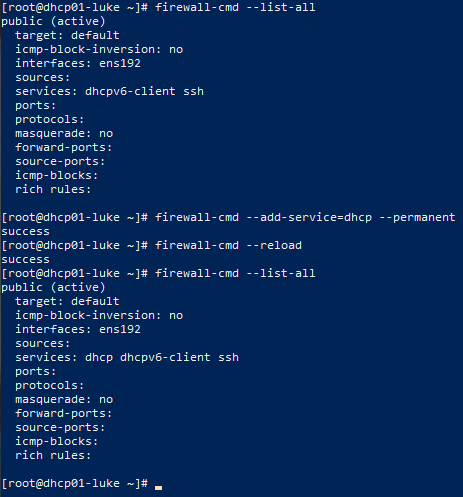 [root@dhcp01-luke ~]# firewall-cmd --list-all
public (active)
  target: default
  icmp-block-inversion: no
  interfaces: ens192
  sources:
  services: dhcpv6-client ssh
  ports:
  protocols:
  masquerade: no
  forward-ports:
  source-ports:
  icmp-blocks:
  rich rules:

[root@dhcp01-luke ~]# firewall-cmd --add-service=dhcp --permanent
success
[root@dhcp01-luke ~]# firewall-cmd --reload
success
[root@dhcp01-luke ~]# firewall-cmd --list-all
public (active)
  target: default
  icmp-block-inversion: no
  interfaces: ens192
  sources:
  services: dhcp dhcpv6-client ssh
  ports:
  protocols:
  masquerade: no
  forward-ports:
  source-ports:
  icmp-blocks:
  rich rules:

[root@dhcp01-luke ~]#